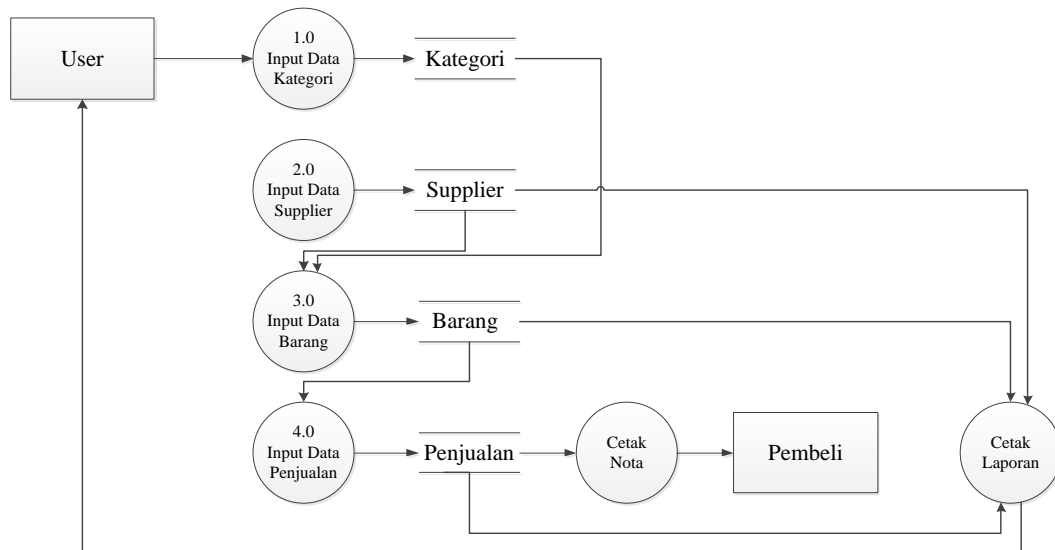 User
1.0
Input Data
Kategori
Kategori
2.0
Input Data
Supplier
Supplier
3.0
Input Data
Barang
Barang
4.0
Input Data
Penjualan
Penjualan
Cetak
Nota
Pembeli
Cetak
Laporan